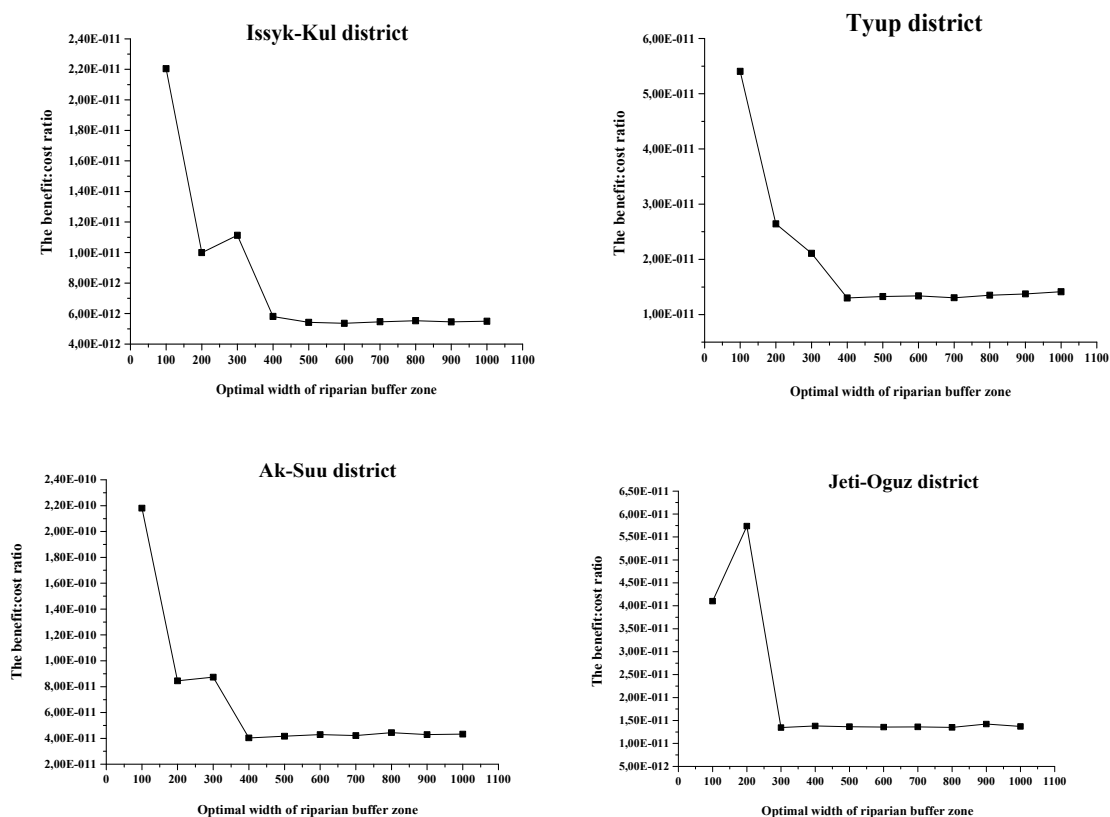 Issyk-Kul district
The benefit:cost ratio
2,40E-011
2,20E-011
2,00E-011
1,80E-011
1,60E-011
1,40E-011
1,20E-011
1,00E-011
8,00E-012
6,00E-012
4,00E-012
0 100 200 300 400 500 600 700 800 900 1000 1100
Optimal width of riparian buffer zone
Tyup district
The benefit:cost ratio
6,00E-011
5,00E-011
4,00E-011
3,00E-011
2,00E-011
1,00E-011
0 100 200 300 400 500 600 700 800 900 1000 1100
Optimal width of riparian buffer zone
Ak-Suu district
The benefit:cost ratio
2,40E-010
2,20E-010
2,00E-010
1,80E-010
1,60E-010
1,40E-010
1,20E-010
1,00E-010
8,00E-011
6,00E-011
4,00E-011
2,00E-011
0 100 200 300 400 500 600 700 800 900 1000 1100
Optimal width of riparian buffer zone
Jeti-Oguz district
The benefit:cost ratio
6,50E-011
6,00E-011
5,50E-011
5,00E-011
4,50E-011
4,00E-011
3,50E-011
3,00E-011
2,50E-011
2,00E-011
1,50E-011
1,00E-011
5,00E-012
0 100 200 300 400 500 600 700 800 900 1000 1100
Optimal width of riparian buffer zone